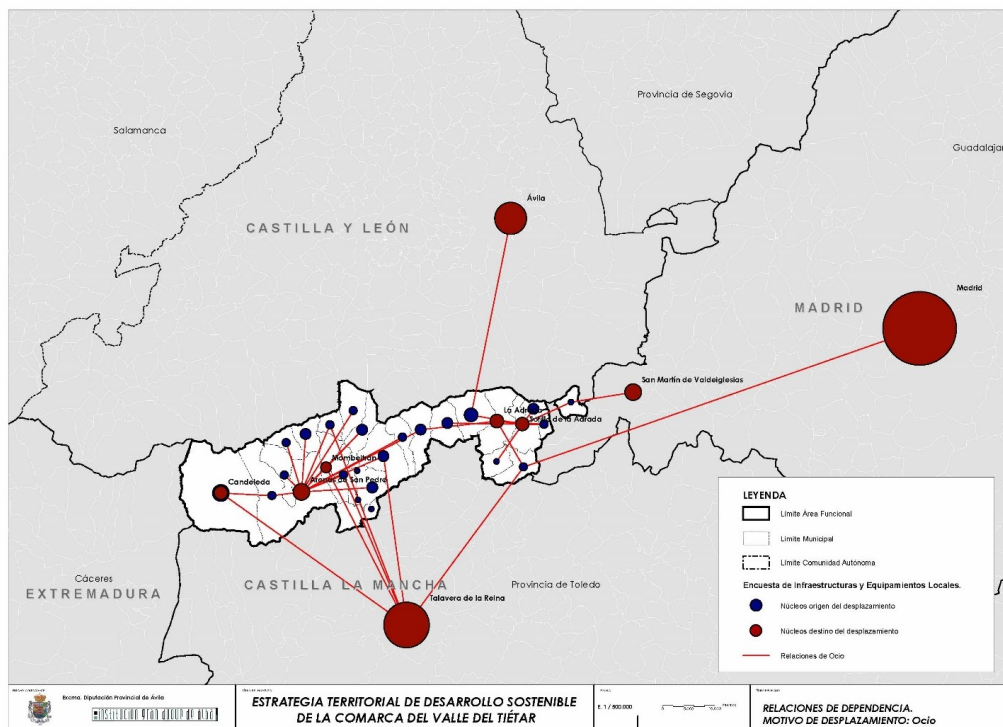 Provincia de Segovia
Salamanca
Guadalajar
Ávila
CASTILLA Y LEÓN
Madrid
MADRID
San Martín de Valdeiglesias
La Adrada
de la Adrada
Mombeltrán
Candeleda
Arenas de San Pedro
Cáceres
EXTREMADURA
CASTILLA LA MANCHA
Provincia de Toledo
Talavera de la Reina
LEYENDA
Límite Área Funcional
Límite Municipal
Límite Comunidad Autónoma
Encuesta de Infraestructuras y Equipamientos Locales.
Núcleos origen del desplazamiento
Núcleos destino del desplazamiento
Relaciones de Ocio
Excma. Diputación Provincial de Ávila
ESTRATEGIA TERRITORIAL DE DESARROLLO SOSTENIBLE
DE LA COMARCA DEL VALLE DEL TIÉTAR
E. 1 / 500.000
RELACIONES DE DEPENDENCIA.
MOTIVO DE DESPLAZAMIENTO: Ocio